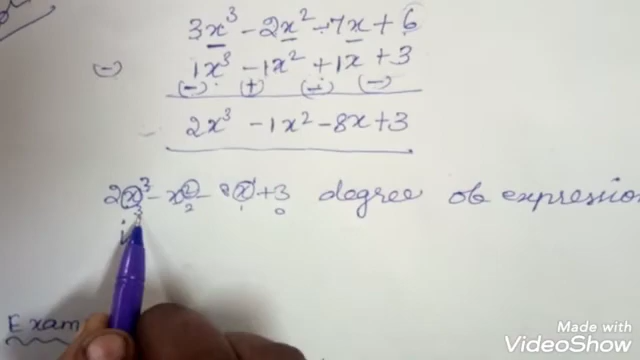 3x³ - 2x² - 7x + 6
(-) 1x³ - 1x² + 1x + 3
(-) (+) (-) (-)
2x³ - 1x² - 8x + 3
2x³ - x² - 8x¹ + 3 degree of expression
3 2 1 0
Exam
Made with
VideoShow